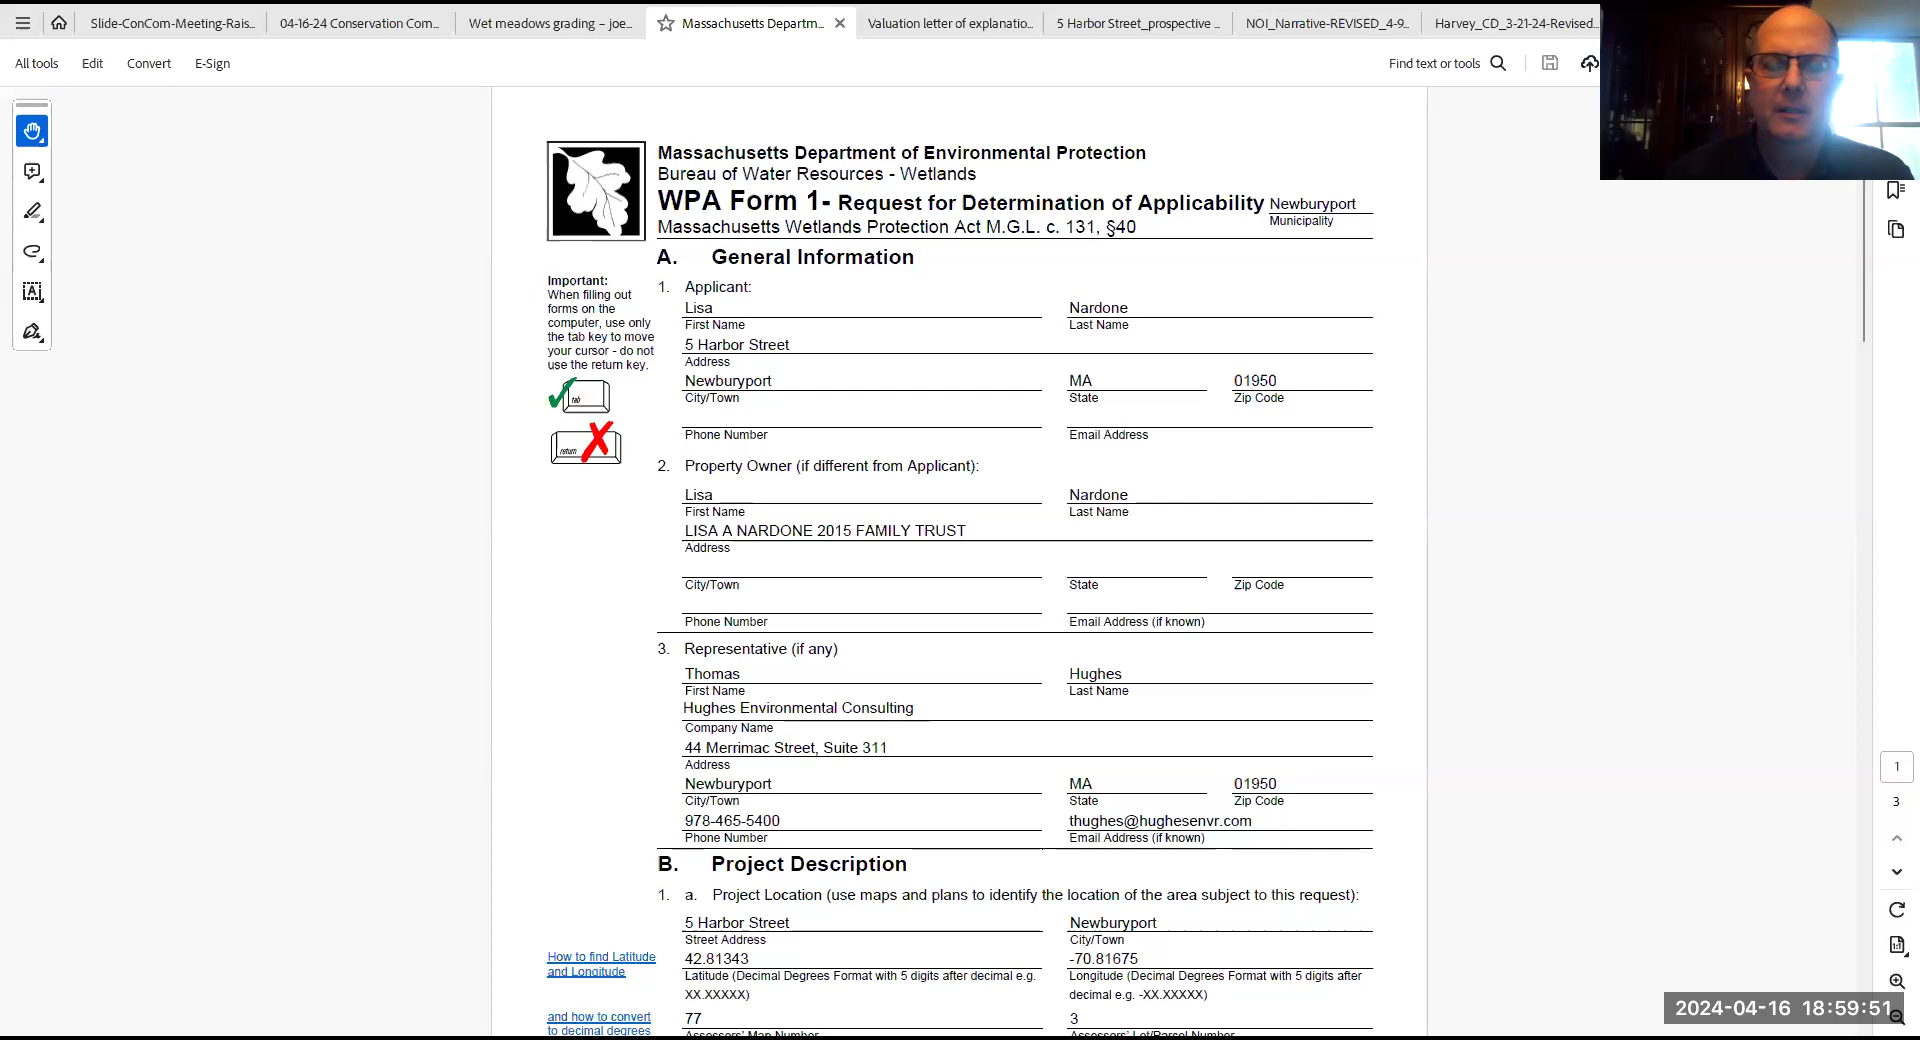 Slide-ConCom-Meeting-Rais...
04-16-24 Conservation Com...
Wet meadows grading – joe...
Massachusetts Departm...
Valuation letter of explanatio...
5 Harbor Street_prospective ...
NOI_Narrative-REVISED_4-9...
Harvey_CD_3-21-24-Revised...
All tools
Edit
Convert
E-Sign
Find text or tools
Massachusetts Department of Environmental Protection
Bureau of Water Resources - Wetlands
WPA Form 1- Request for Determination of Applicability
Newburyport
Municipality
Massachusetts Wetlands Protection Act M.G.L. c. 131, §40
A. General Information
Important:
When filling out
forms on the
computer, use only
the tab key to move
your cursor - do not
use the return key.
tab
return
1. Applicant:
Lisa Nardone
First Name Last Name
5 Harbor Street
Address
Newburyport MA 01950
City/Town State Zip Code
Phone Number Email Address
2. Property Owner (if different from Applicant):
Lisa Nardone
First Name Last Name
LISA A NARDONE 2015 FAMILY TRUST
Address
City/Town State Zip Code
Phone Number Email Address (if known)
3. Representative (if any)
Thomas Hughes
First Name Last Name
Hughes Environmental Consulting
Company Name
44 Merrimac Street, Suite 311
Address
Newburyport MA 01950
City/Town State Zip Code
978-465-5400 thughes@hughesenvr.com
Phone Number Email Address (if known)
B. Project Description
1. a. Project Location (use maps and plans to identify the location of the area subject to this request):
5 Harbor Street Newburyport
Street Address City/Town
How to find Latitude
and Longitude
42.81343 -70.81675
Latitude (Decimal Degrees Format with 5 digits after decimal e.g.
XX.XXXXX)
Longitude (Decimal Degrees Format with 5 digits after
decimal e.g. -XX.XXXXX)
and how to convert
to decimal degrees
77 3
Assessors' Map Number Assessors' Lot/Parcel Number
1
3
1:1
2024-04-16 18:59:51